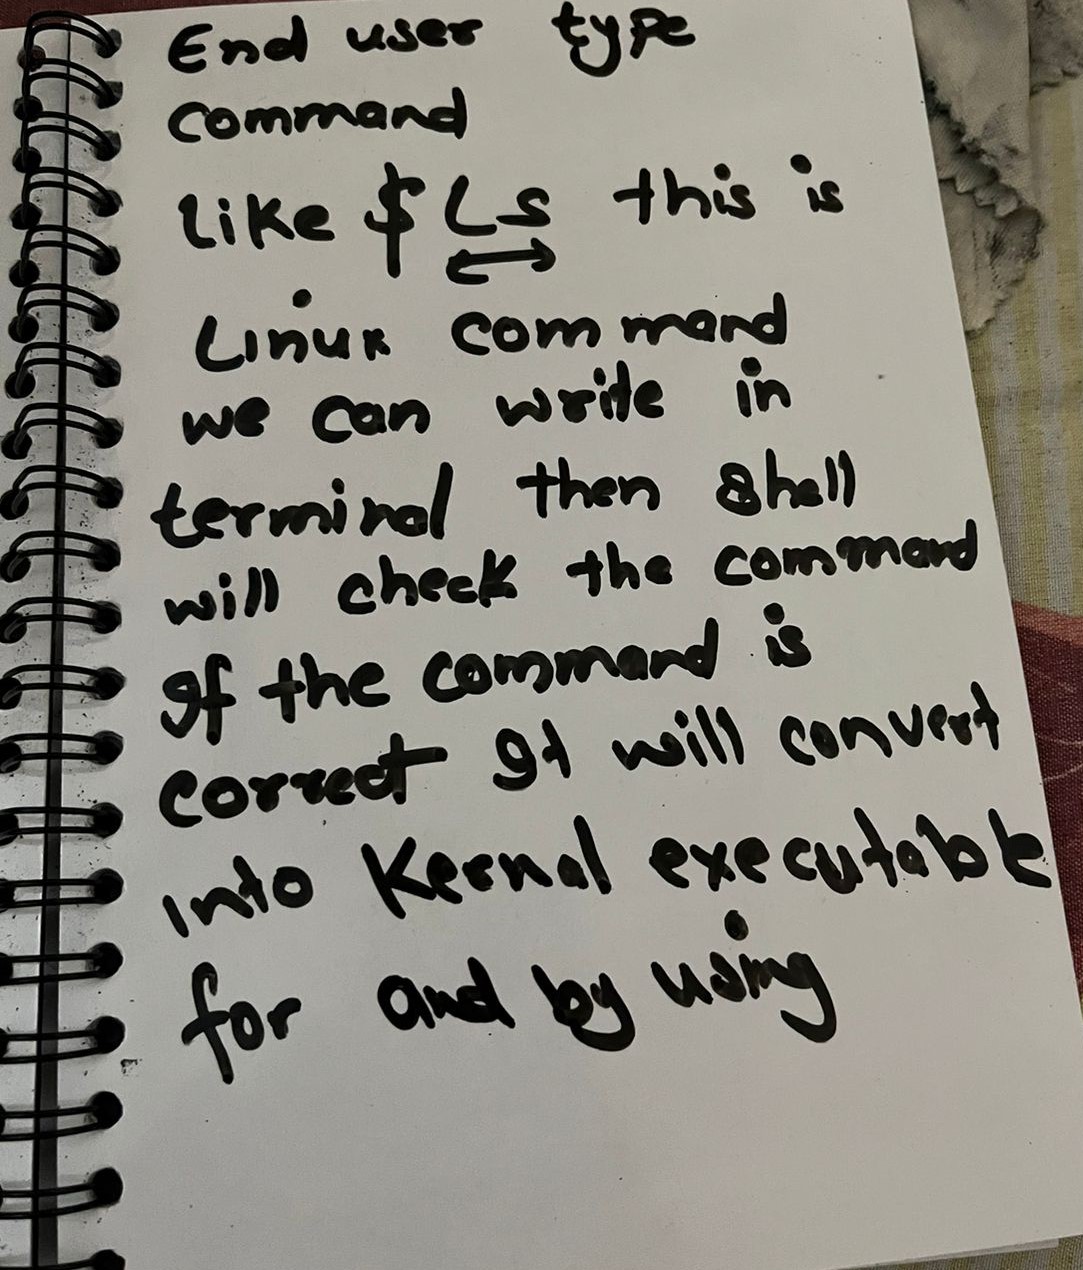 End user type
command
Like $ Ls this is
Linux command
we can write in
terminal then shell
will check the command
If the command is
correct It will convert
into Kernal executable
for and by using